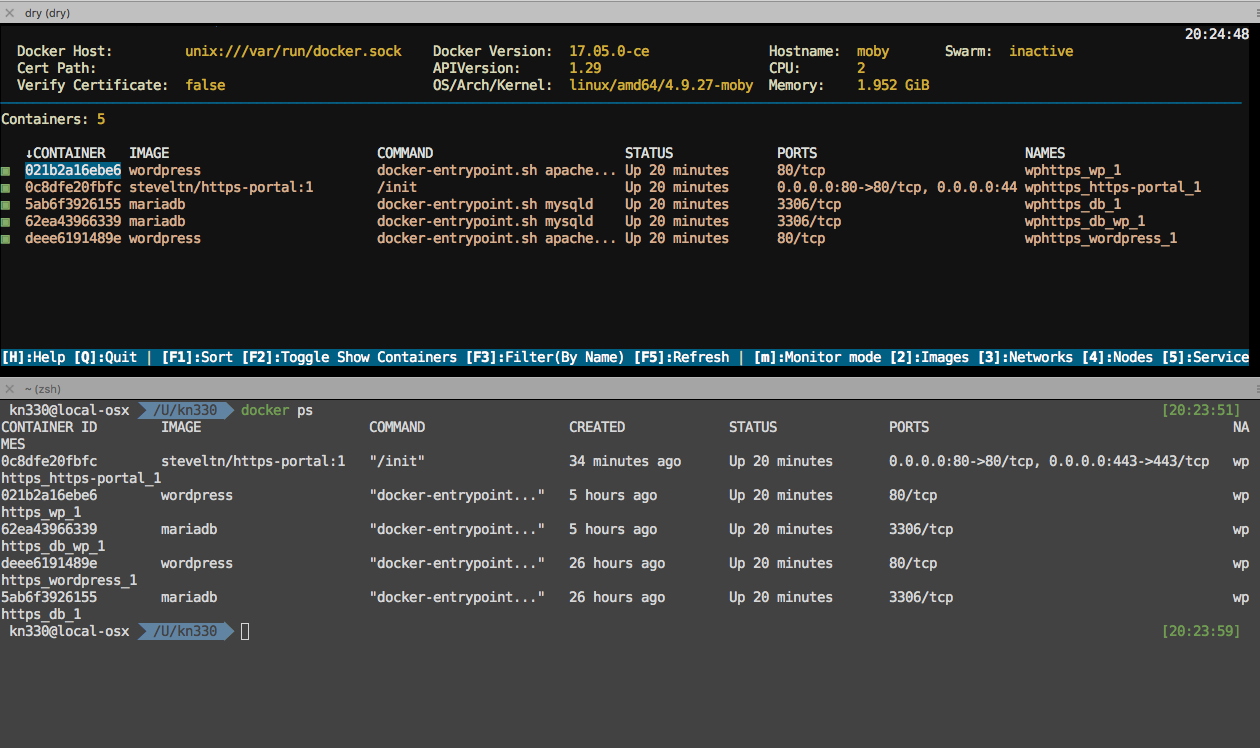 dry (dry)
20:24:48
Docker Host: unix:///var/run/docker.sock Docker Version: 17.05.0-ce Hostname: moby Swarm: inactive
Cert Path: APIVersion: 1.29 CPU: 2
Verify Certificate: false OS/Arch/Kernel: linux/amd64/4.9.27-moby Memory: 1.952 GiB
Containers: 5
↓CONTAINER IMAGE COMMAND STATUS PORTS NAMES
021b2a16ebe6 wordpress docker-entrypoint.sh apache... Up 20 minutes 80/tcp wphttps_wp_1
0c8dfe20fbfc steveltn/https-portal:1 /init Up 20 minutes 0.0.0.0:80->80/tcp, 0.0.0.0:44 wphttps_https-portal_1
5ab6f3926155 mariadb docker-entrypoint.sh mysqld Up 20 minutes 3306/tcp wphttps_db_1
62ea43966339 mariadb docker-entrypoint.sh mysqld Up 20 minutes 3306/tcp wphttps_db_wp_1
deee6191489e wordpress docker-entrypoint.sh apache... Up 20 minutes 80/tcp wphttps_wordpress_1
[H]:Help [Q]:Quit | [F1]:Sort [F2]:Toggle Show Containers [F3]:Filter(By Name) [F5]:Refresh | [m]:Monitor mode [2]:Images [3]:Networks [4]:Nodes [5]:Service
~ (zsh)
kn330@local-osx /U/kn330 docker ps [20:23:51]
CONTAINER ID IMAGE COMMAND CREATED STATUS PORTS NA
MES
0c8dfe20fbfc steveltn/https-portal:1 "/init" 34 minutes ago Up 20 minutes 0.0.0.0:80->80/tcp, 0.0.0.0:443->443/tcp wp
https_https-portal_1
021b2a16ebe6 wordpress "docker-entrypoint..." 5 hours ago Up 20 minutes 80/tcp wp
https_wp_1
62ea43966339 mariadb "docker-entrypoint..." 5 hours ago Up 20 minutes 3306/tcp wp
https_db_wp_1
deee6191489e wordpress "docker-entrypoint..." 26 hours ago Up 20 minutes 80/tcp wp
https_wordpress_1
5ab6f3926155 mariadb "docker-entrypoint..." 26 hours ago Up 20 minutes 3306/tcp wp
https_db_1
kn330@local-osx /U/kn330 [20:23:59]